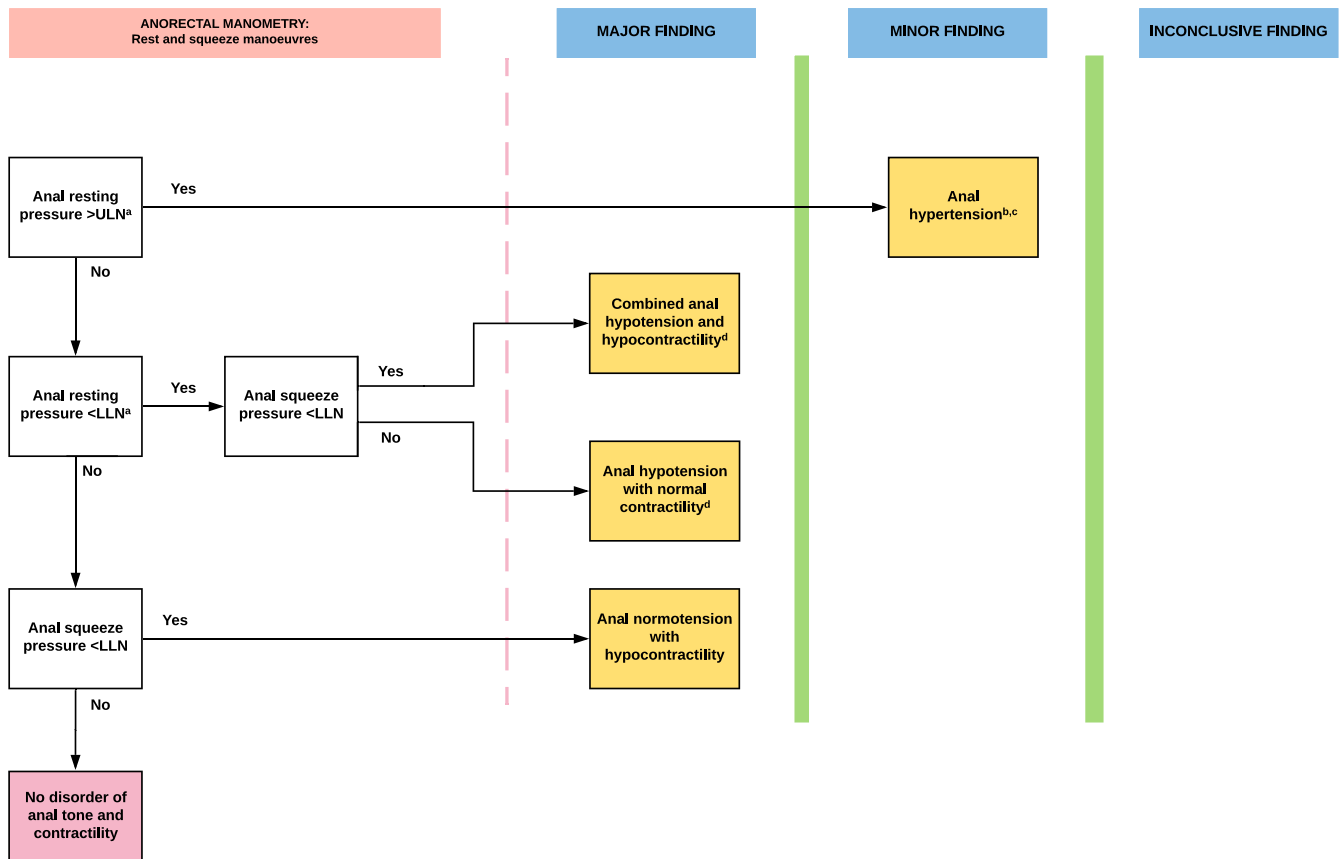 ANORECTAL MANOMETRY:
Rest and squeeze manoeuvres
MAJOR FINDING
MINOR FINDING
INCONCLUSIVE FINDING
Anal resting
pressure >ULNᵃ
Yes
Anal
hypertensionᵇ,ᶜ
No
Combined anal
hypotension and
hypocontractilityᵈ
Anal resting
pressure <LLNᵃ
Yes
Anal squeeze
pressure <LLN
Yes
No
Anal hypotension
with normal
contractilityᵈ
No
Anal squeeze
pressure <LLN
Yes
Anal normotension
with
hypocontractility
No
No disorder of
anal tone and
contractility